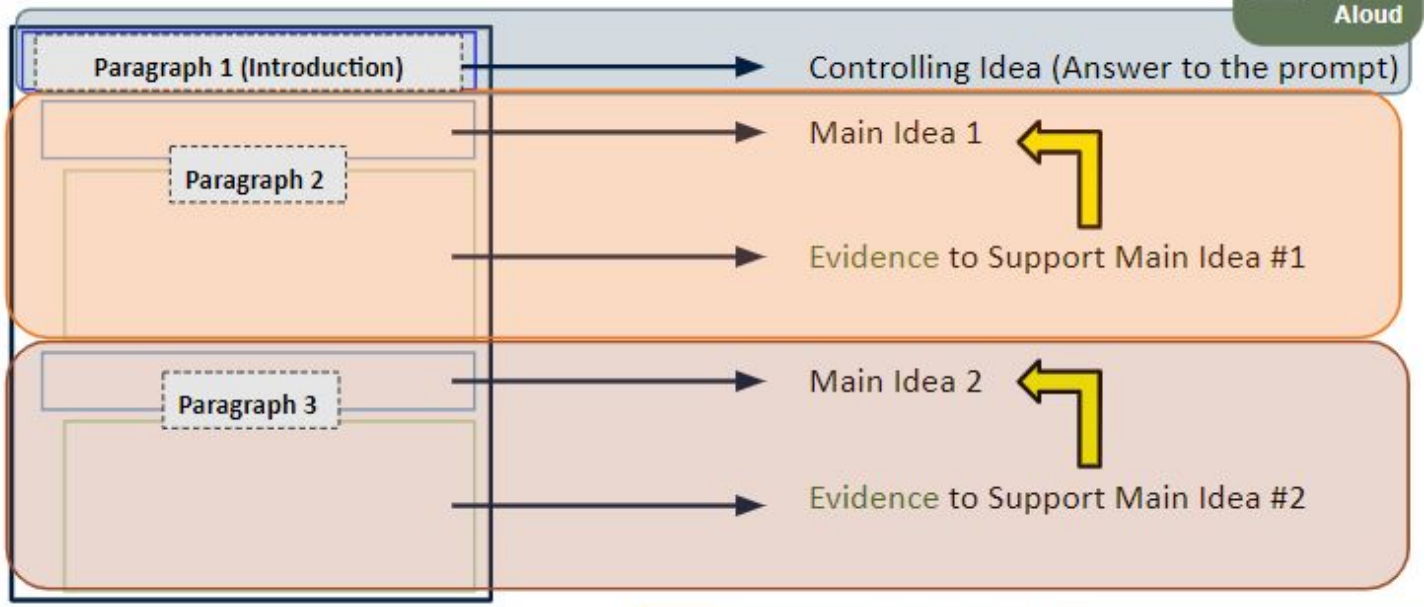 Aloud
Paragraph 1 (Introduction)
Controlling Idea (Answer to the prompt)
Main Idea 1
Paragraph 2
Evidence to Support Main Idea #1
Main Idea 2
Paragraph 3
Evidence to Support Main Idea #2